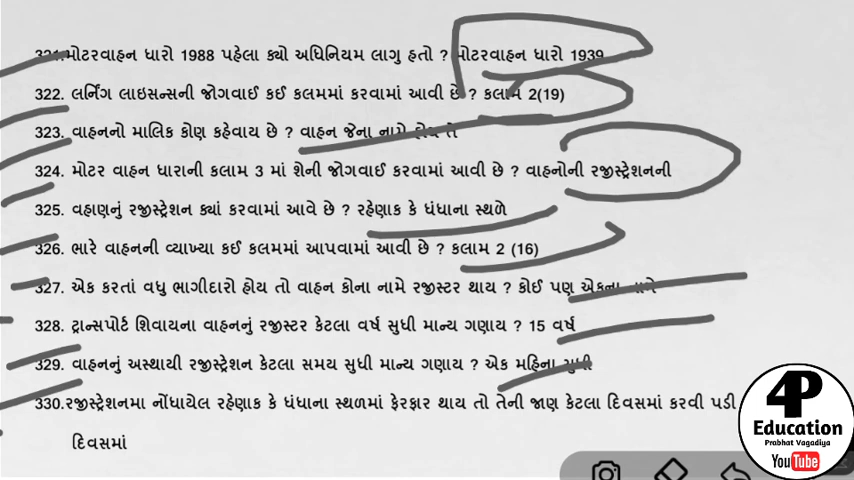 321.મોટરવાહન ધારો 1988 પહેલા ક્યો અધિનિયમ લાગુ હતો ? મોટરવાહન ધારો 1939
322. લર્નિંગ લાઇસન્સની જોગવાઈ કઈ કલમમાં કરવામાં આવી છે ? કલામ 2(19)
323. વાહનનો માલિક કોણ કહેવાય છે ? વાહન જેના નામે હોય તે
324. મોટર વાહન ધારાની કલામ 3 માં શેની જોગવાઈ કરવામાં આવી છે ? વાહનોની રજીસ્ટ્રેશનની
325. વહાણનું રજીસ્ટ્રેશન ક્યાં કરવામાં આવે છે ? રહેણાક કે ધંધાના સ્થળે
326. ભારે વાહનની વ્યાખ્યા કઈ કલમમાં આપવામાં આવી છે ? કલામ 2 (16)
327. એક કરતાં વધુ ભાગીદારો હોય તો વાહન કોના નામે રજીસ્ટર થાય ? કોઈ પણ એકના નામે
328. ટ્રાન્સપોર્ટ શિવાયના વાહનનું રજીસ્ટર કેટલા વર્ષ સુધી માન્ય ગણાય ? 15 વર્ષ
329. વાહનનું અસ્થાયી રજીસ્ટ્રેશન કેટલા સમય સુધી માન્ય ગણાય ? એક મહિના સુધી
330.રજીસ્ટ્રેશનમા નોંધાયેલ રહેણાક કે ધંધાના સ્થળમાં ફેરફાર થાય તો તેની જાણ કેટલા દિવસમાં કરવી પડી
દિવસમાં
4P
Education
Prabhat Vagadiya
YouTube